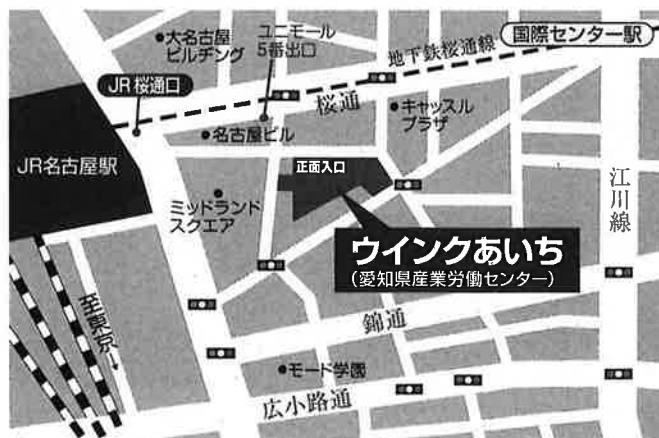 大名古屋
ビルヂング
ユニモール
5番出口
国際センター駅
地下鉄桜通線
JR桜通口
桜通
キャッスル
プラザ
名古屋ビル
JR名古屋駅
正面入口
ミッドランド
スクエア
江川線
ウインクあいち
(愛知県産業労働センター)
至東京
錦通
モード学園
広小路通